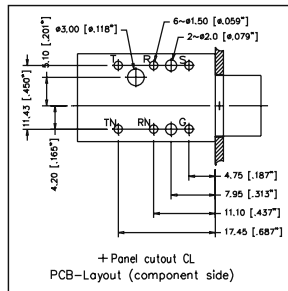 ø3,00 [ø,118"]
6~ø1.50 [ø.059"]
2~ø2.0 [ø,079"]
T R S
5.10 [.201"]
11.43 [.450"]
4.20 [.165"]
TN RN G
4.75 [.187"]
7.95 [.313"]
11.10 [.437"]
17.45 [.687"]
+ Panel cutout CL
PCB-Layout (component side)